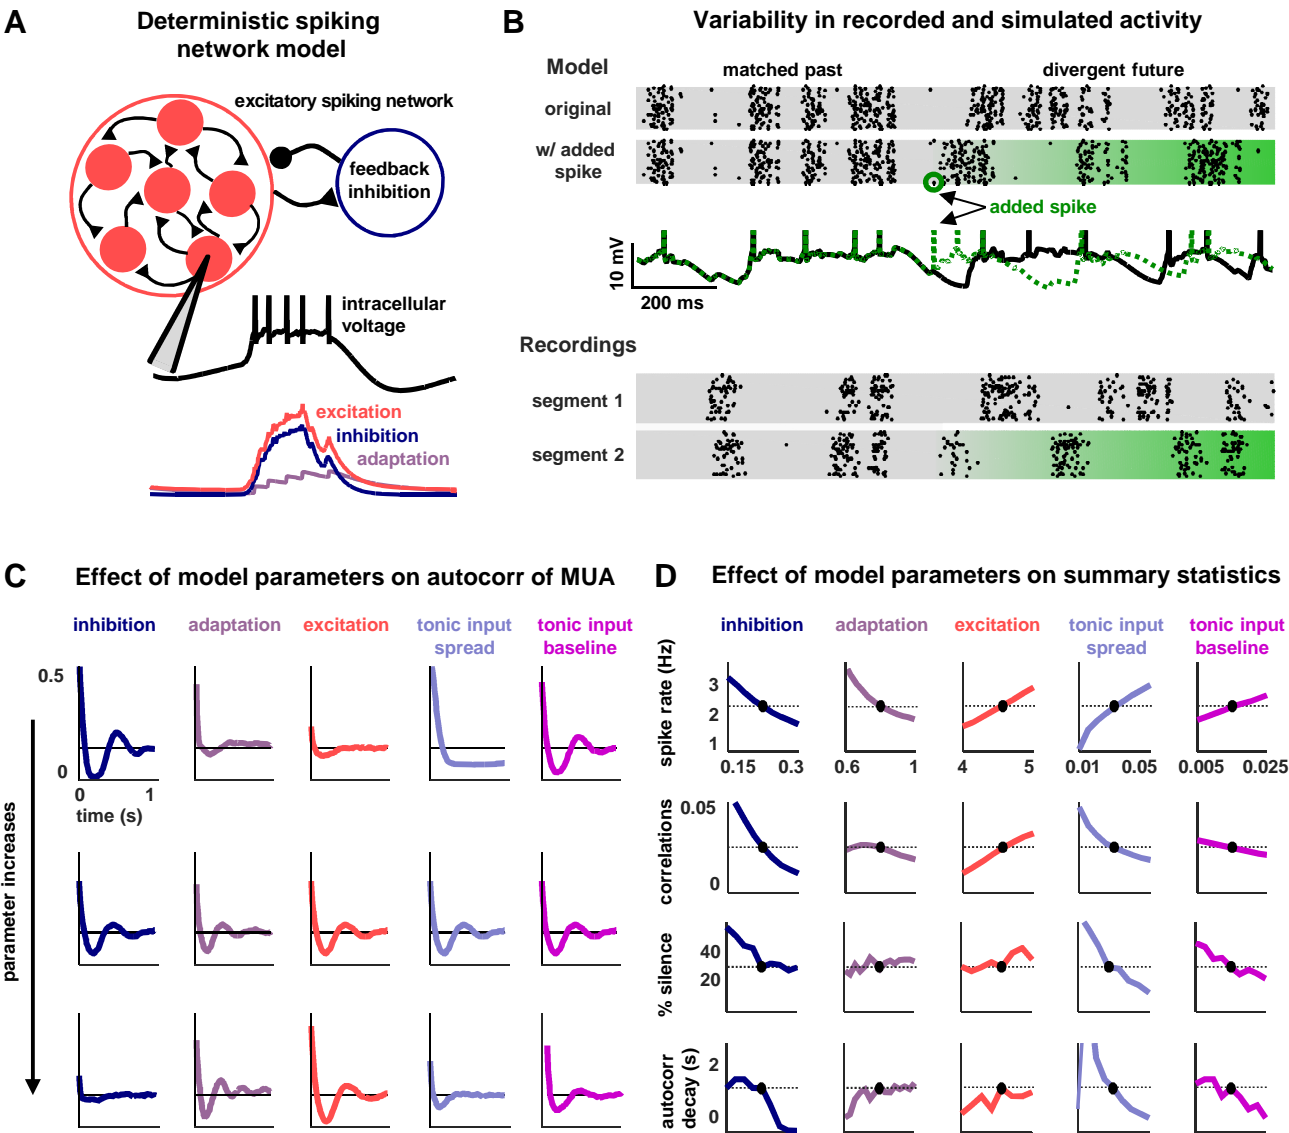 A
Deterministic spiking
network model
excitatory spiking network
feedback
inhibition
intracellular
voltage
excitation
inhibition
adaptation
B
Variability in recorded and simulated activity
Model
matched past
divergent future
original
w/ added
spike
added spike
10 mV
200 ms
Recordings
segment 1
segment 2
C
Effect of model parameters on autocorr of MUA
inhibition
adaptation
excitation
tonic input
spread
tonic input
baseline
0.5
0
0
1
time (s)
parameter increases
D
Effect of model parameters on summary statistics
inhibition
adaptation
excitation
tonic input
spread
tonic input
baseline
spike rate (Hz)
3
2
1
0.15 0.3
0.6 1
4 5
0.01 0.05
0.005 0.025
correlations
0.05
0
% silence
40
20
autocorr
decay (s)
2
0